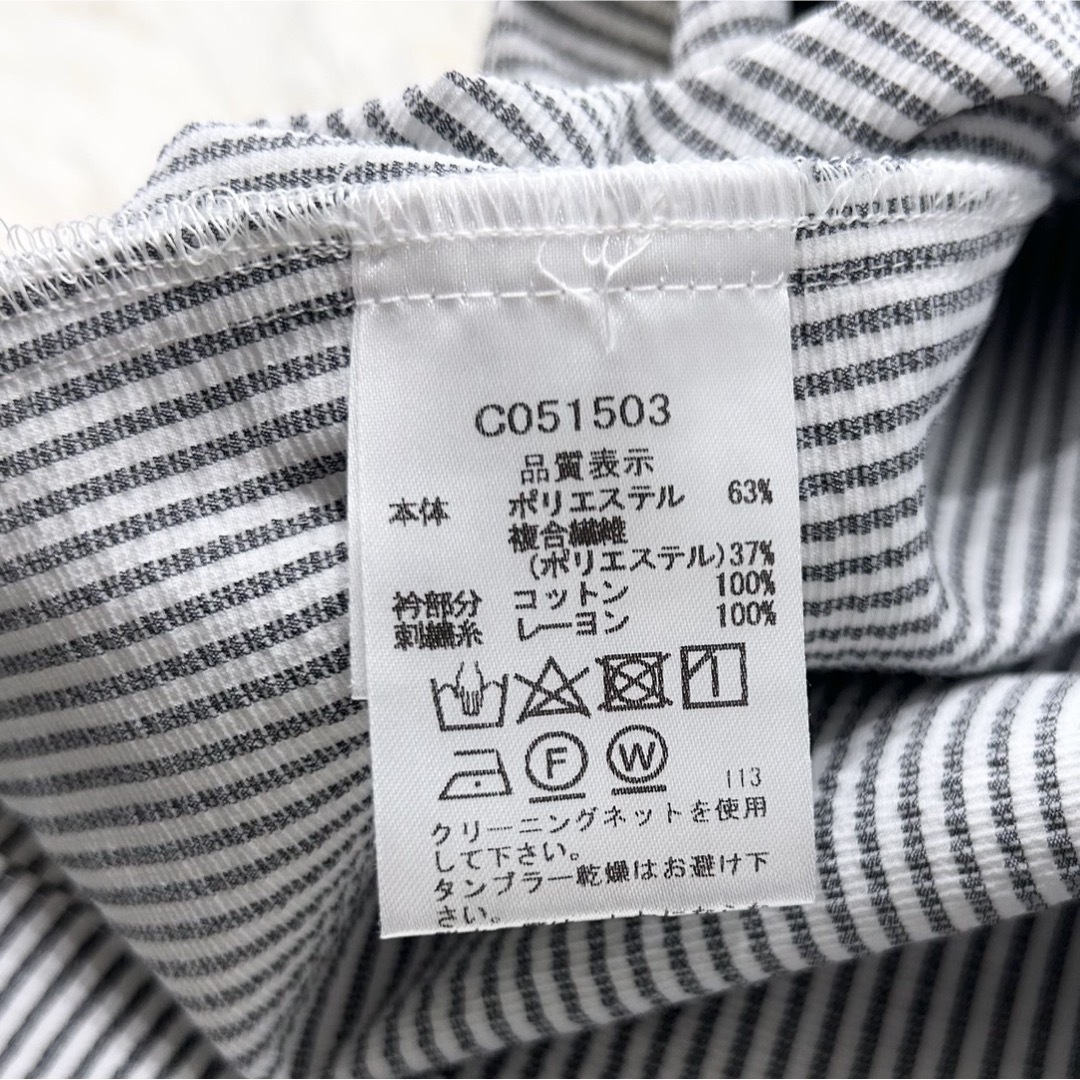 C051503
品質表示
本体 ポリエステル 63%
複合繊維
(ポリエステル)37%
衿部分 コットン 100%
刺繍糸 レーヨン 100%
F W
113
クリーニングネットを使用
して下さい。
タンブラー乾燥はお避け下
さい。